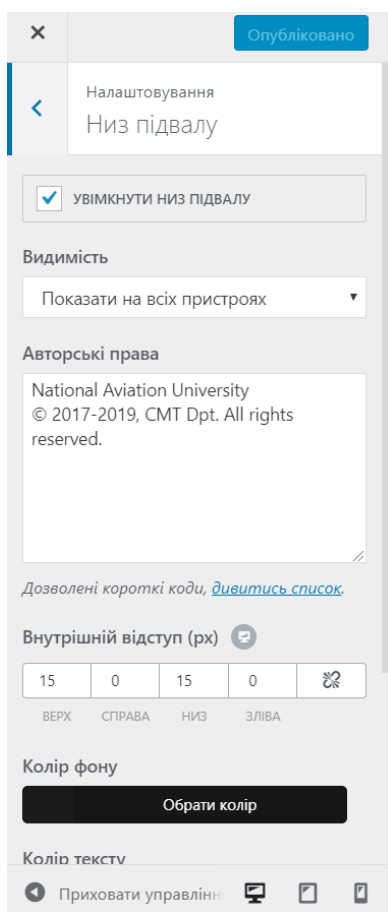 Опубліковано
Налаштовування
Низ підвалу
УВІМКНУТИ НИЗ ПІДВАЛУ
Видимість
Показати на всіх пристроях
Авторські права
National Aviation University
© 2017-2019, CMT Dpt. All rights
reserved.
Дозволені короткі коди, дивитись список.
Внутрішній відступ (px)
15 0 15 0
ВЕРХ СПРАВА НИЗ ЗЛІВА
Колір фону
Обрати колір
Колір тексту
Приховати управлінн